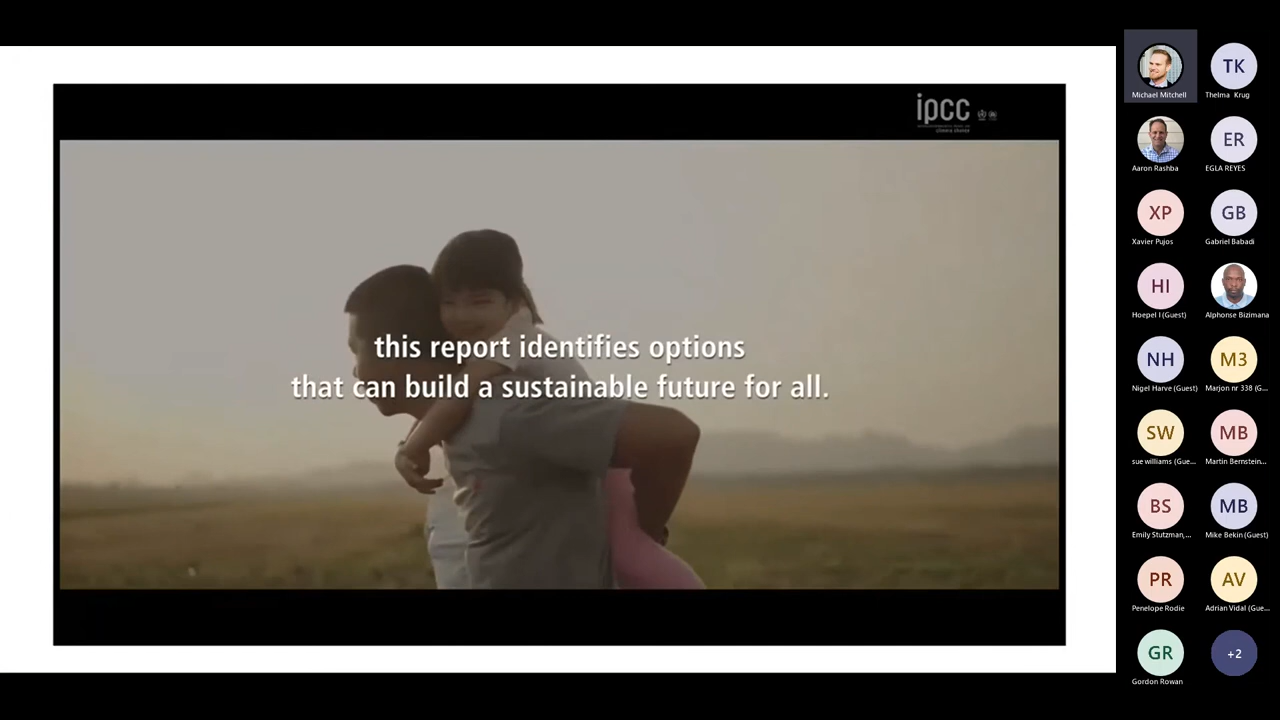 ipcc
climate change
this report identifies options
that can build a sustainable future for all.
Michael Mitchell
TK
Thelma Krug
Aaron Rashba
ER
EGLA REYES
XP
Xavier Pujos
GB
Gabriel Babadi
HI
Hoepel I (Guest)
Alphonse Bizimana
NH
Nigel Harve (Guest)
M3
Marjon nr 338 (G...
SW
sue williams (Gue...
MB
Martin Bernstein...
BS
Emily Stutzman,...
MB
Mike Bekin (Guest)
PR
Penelope Rodie
AV
Adrian Vidal (Gue...
GR
Gordon Rowan
+2